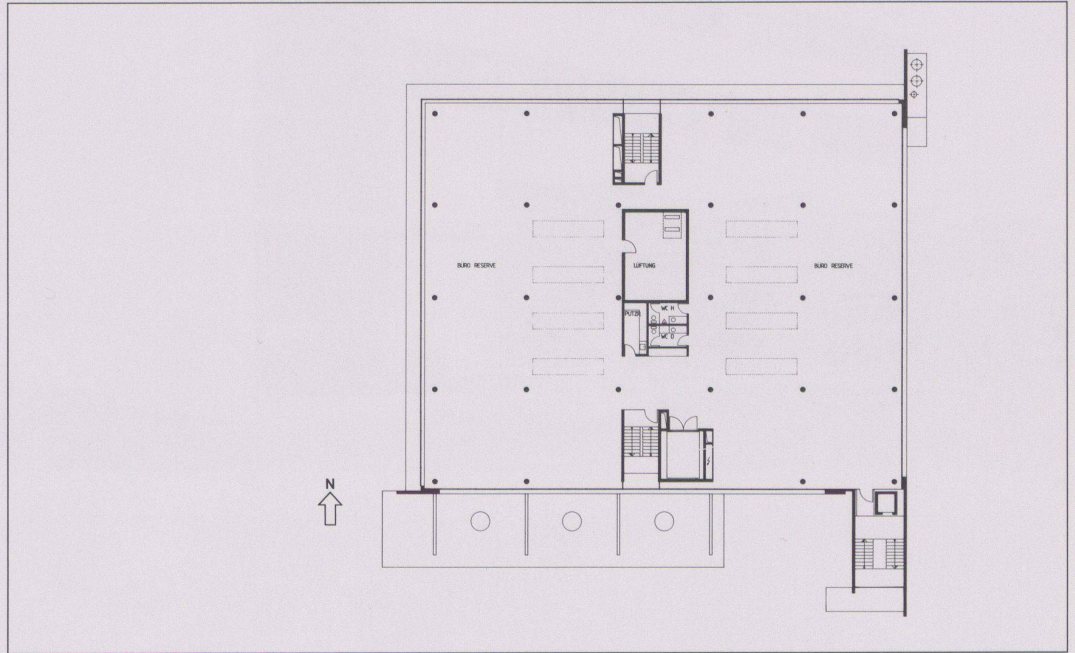 BÜRO RESERVE
LÜFTUNG
BÜRO RESERVE
WC H
PUTZR.
WC D
N